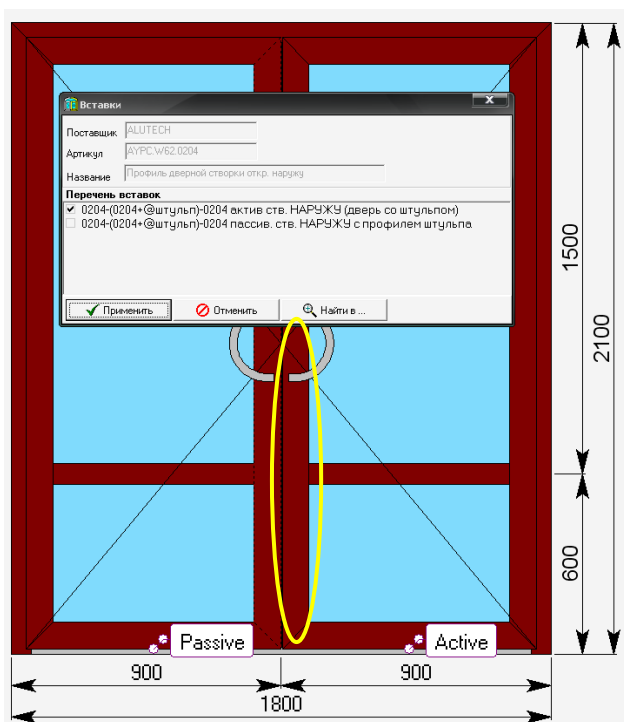 Вставки
Поставщик ALUTECH
Артикул AYPC.W62.0204
Название Профиль дверной створки откр. наружу
Перечень вставок
0204-(0204+@штульп)-0204 актив ств. НАРУЖУ (дверь со штульпом)
0204-(0204+@штульп)-0204 пассив. ств. НАРУЖУ с профилем штульпа
Применить Отменить Найти в ...
1500
2100
600
Passive Active
900 900
1800